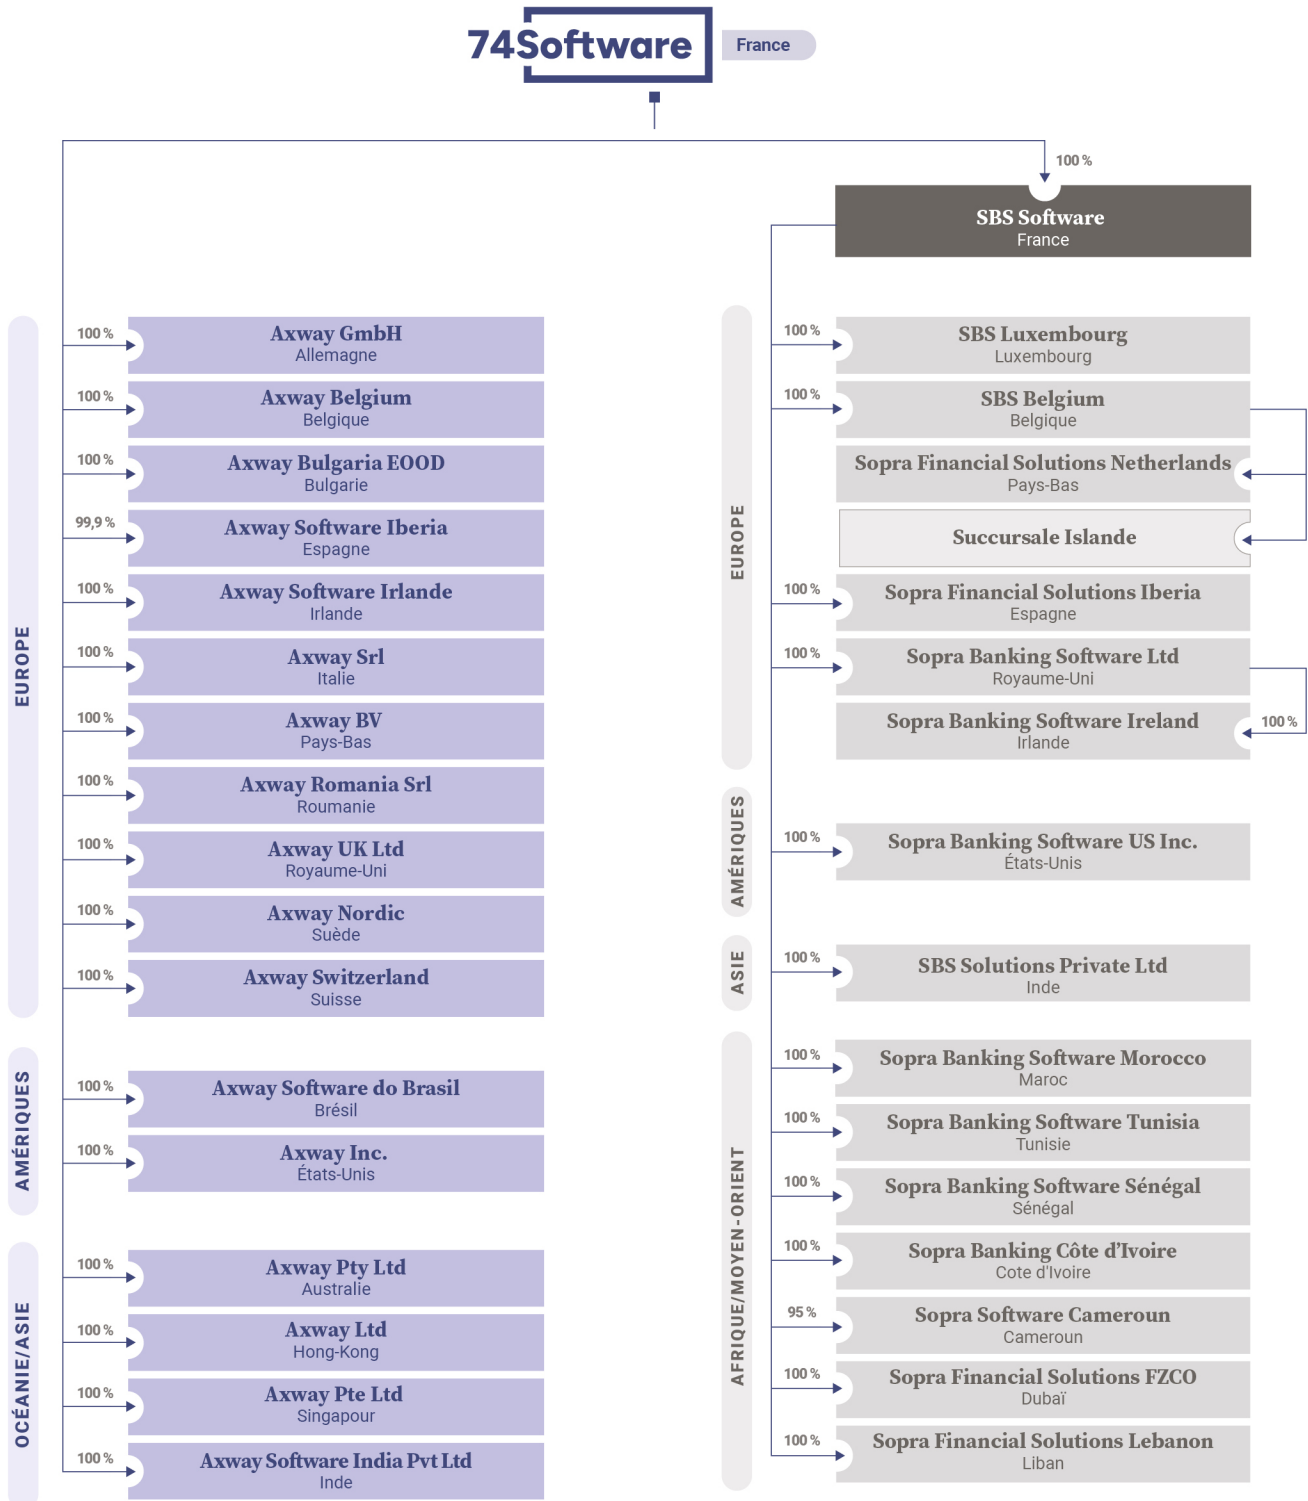 74Software
France
100 %
SBS Software
France
EUROPE
100 %
Axway GmbH
Allemagne
100 %
Axway Belgium
Belgique
100 %
Axway Bulgaria EOOD
Bulgarie
99,9 %
Axway Software Iberia
Espagne
100 %
Axway Software Irlande
Irlande
100 %
Axway Srl
Italie
100 %
Axway BV
Pays-Bas
100 %
Axway Romania Srl
Roumanie
100 %
Axway UK Ltd
Royaume-Uni
100 %
Axway Nordic
Suède
100 %
Axway Switzerland
Suisse
AMÉRIQUES
100 %
Axway Software do Brasil
Brésil
100 %
Axway Inc.
États-Unis
OCÉANIE/ASIE
100 %
Axway Pty Ltd
Australie
100 %
Axway Ltd
Hong-Kong
100 %
Axway Pte Ltd
Singapour
100 %
Axway Software India Pvt Ltd
Inde
EUROPE
100 %
SBS Luxembourg
Luxembourg
100 %
SBS Belgium
Belgique
Sopra Financial Solutions Netherlands
Pays-Bas
Succursale Islande
100 %
Sopra Financial Solutions Iberia
Espagne
100 %
Sopra Banking Software Ltd
Royaume-Uni
Sopra Banking Software Ireland
Irlande
100 %
AMÉRIQUES
100 %
Sopra Banking Software US Inc.
États-Unis
ASIE
100 %
SBS Solutions Private Ltd
Inde
AFRIQUE/MOYEN-ORIENT
100 %
Sopra Banking Software Morocco
Maroc
100 %
Sopra Banking Software Tunisia
Tunisie
100 %
Sopra Banking Software Sénégal
Sénégal
100 %
Sopra Banking Côte d’Ivoire
Cote d'Ivoire
95 %
Sopra Software Cameroun
Cameroun
100 %
Sopra Financial Solutions FZCO
Dubaï
100 %
Sopra Financial Solutions Lebanon
Liban